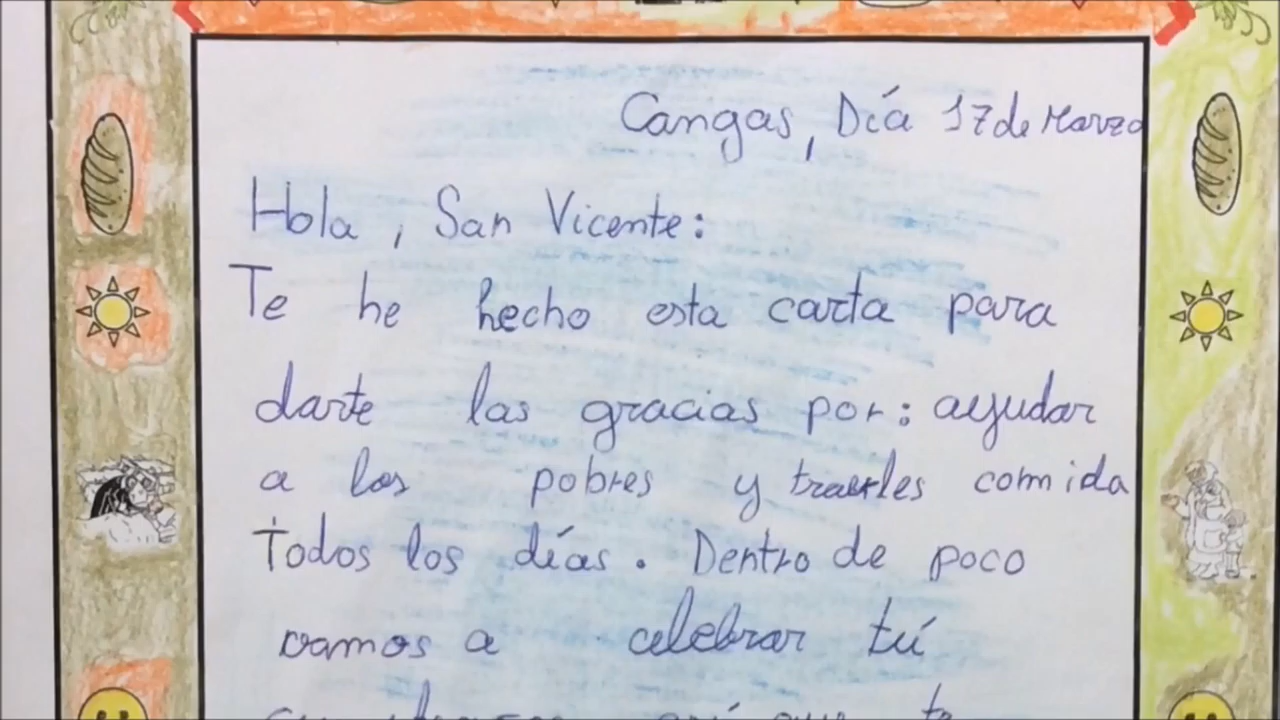 Cangas, Día 17 de Marzo
Hola, San Vicente:
Te he hecho esta carta para
darte las gracias por: ayudar
a los pobres y traerles comida
todos los días. Dentro de poco
vamos a celebrar tú